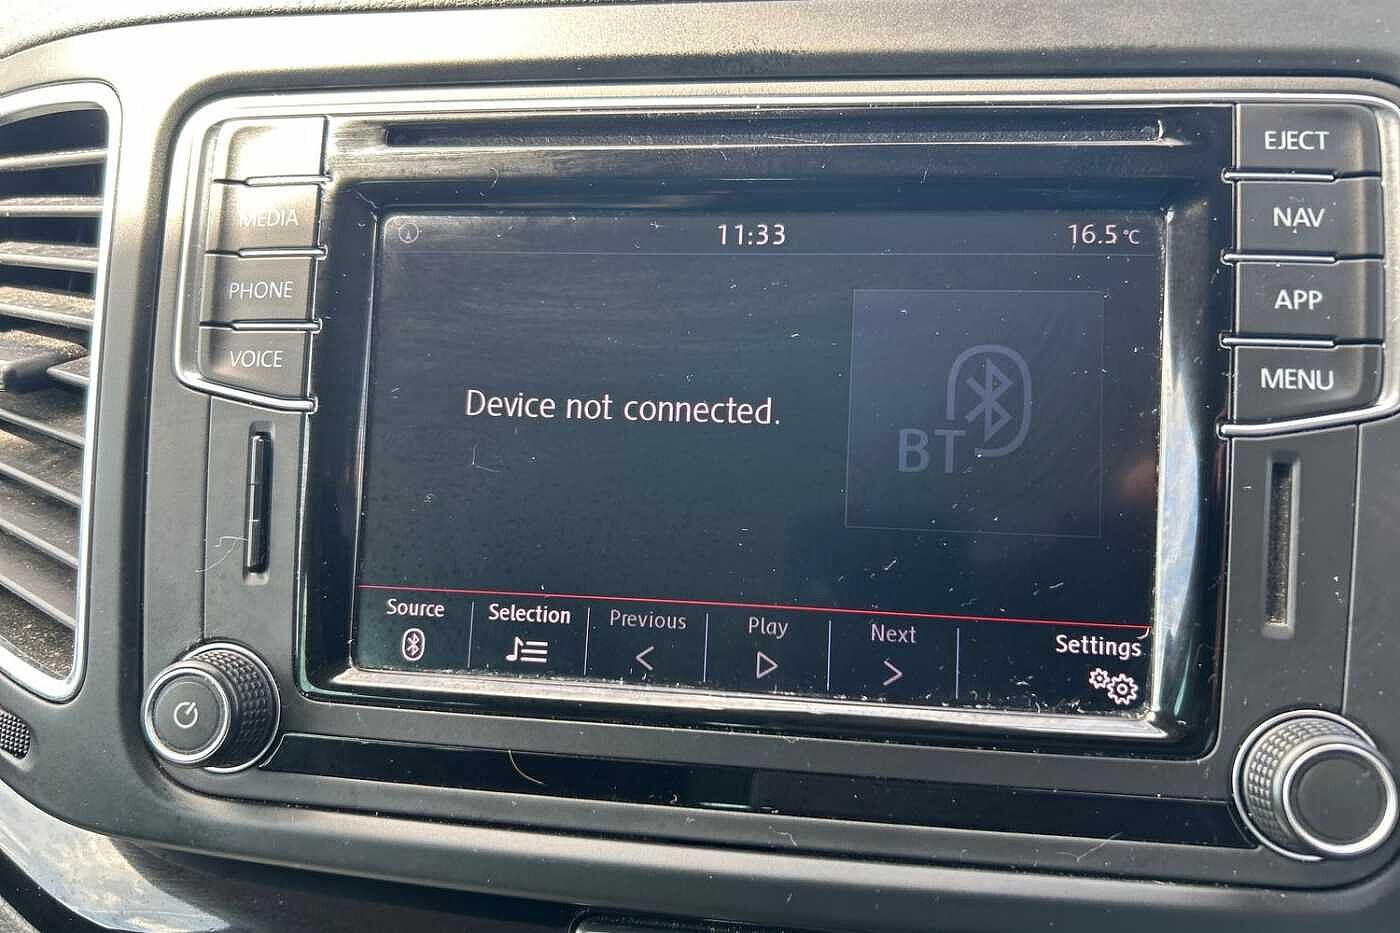 EJECT
MEDIA
NAV
PHONE
APP
VOICE
MENU
11:33
16.5°C
Device not connected.
BT
Source
Selection
Previous
Play
Next
Settings